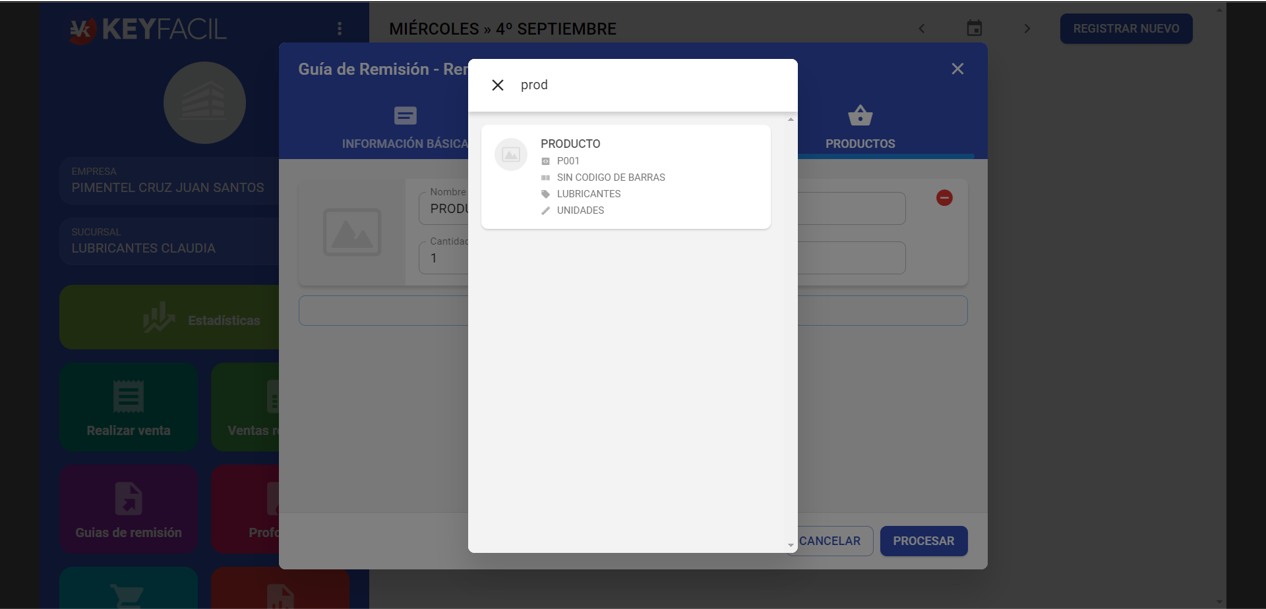 KEYFACIL
MIÉRCOLES » 4º SEPTIEMBRE
REGISTRAR NUEVO
Guía de Remisión - Rer
prod
INFORMACIÓN BÁSICA
PRODUCTOS
EMPRESA
PIMENTEL CRUZ JUAN SANTOS
SUCURSAL
LUBRICANTES CLAUDIA
PRODUCTO
P001
SIN CODIGO DE BARRAS
LUBRICANTES
UNIDADES
Nombre
PRODU
Cantidad
1
Estadísticas
Realizar venta
Ventas r
Guias de remisión
Profo
CANCELAR
PROCESAR